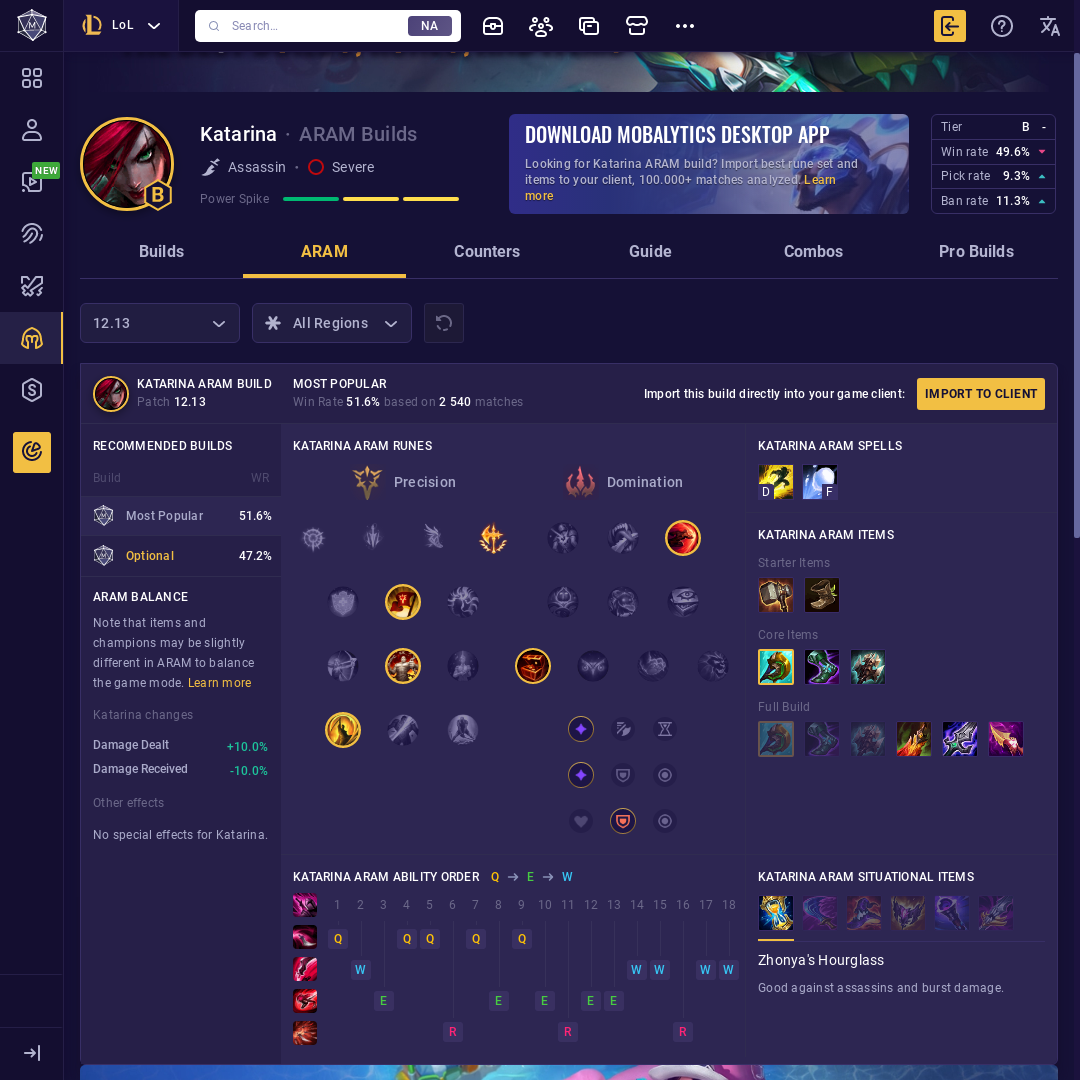 LoL
Search...
NA
NEW
Katarina · ARAM Builds
Assassin · Severe
Power Spike
B
DOWNLOAD MOBALYTICS DESKTOP APP
Looking for Katarina ARAM build? Import best rune set and
items to your client, 100.000+ matches analyzed. Learn
more
Tier B -
Win rate 49.6%
Pick rate 9.3%
Ban rate 11.3%
Builds
ARAM
Counters
Guide
Combos
Pro Builds
12.13
All Regions
KATARINA ARAM BUILD
Patch 12.13
MOST POPULAR
Win Rate 51.6% based on 2 540 matches
Import this build directly into your game client:
IMPORT TO CLIENT
RECOMMENDED BUILDS
Build WR
Most Popular 51.6%
Optional 47.2%
ARAM BALANCE
Note that items and
champions may be slightly
different in ARAM to balance
the game mode. Learn more
Katarina changes
Damage Dealt +10.0%
Damage Received -10.0%
Other effects
No special effects for Katarina.
KATARINA ARAM RUNES
Precision
Domination
KATARINA ARAM SPELLS
D
F
KATARINA ARAM ITEMS
Starter Items
Core Items
Full Build
KATARINA ARAM ABILITY ORDER Q → E → W
1 2 3 4 5 6 7 8 9 10 11 12 13 14 15 16 17 18
Q Q Q Q Q
W W W W W
E E E E E
R R R
KATARINA ARAM SITUATIONAL ITEMS
Zhonya's Hourglass
Good against assassins and burst damage.